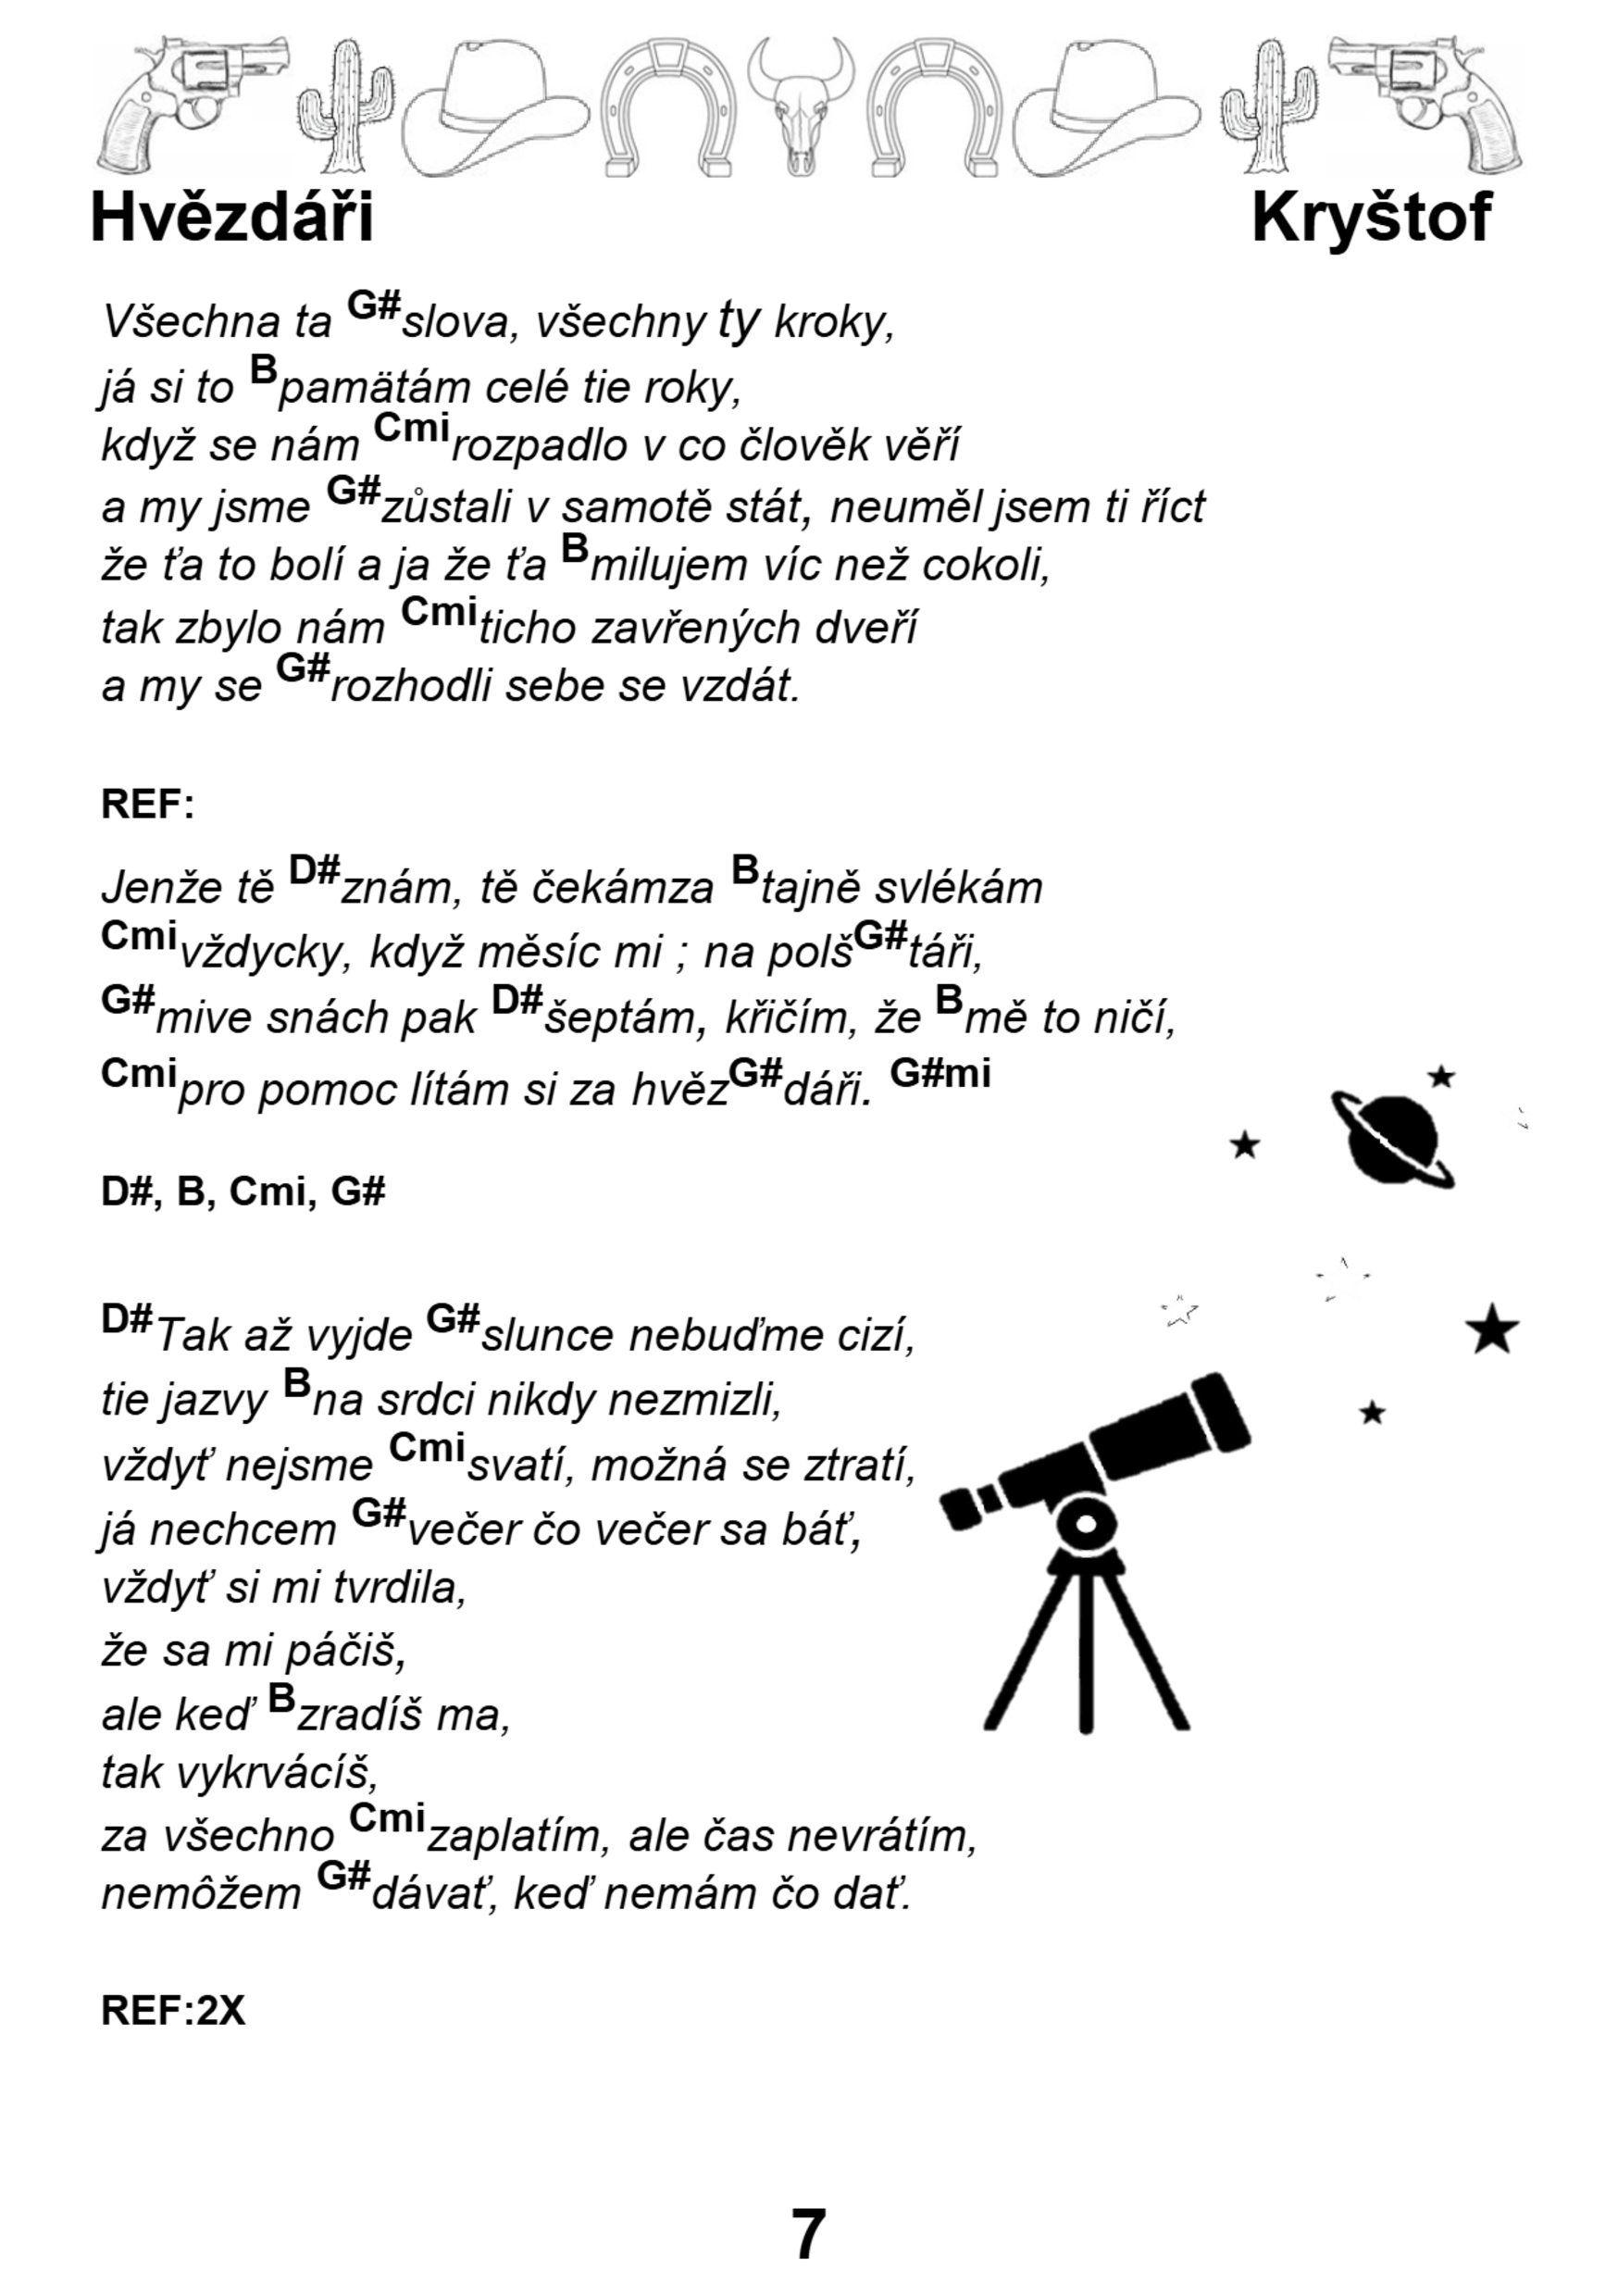 Hvězdáři Kryštof
Všechna ta G#slova, všechny ty kroky,
já si to Bpamätám celé tie roky,
když se nám Cmirozpadlo v co člověk věří
a my jsme G#zůstali v samotě stát, neuměl jsem ti říct
že ťa to bolí a ja že ťa Bmilujem víc než cokoli,
tak zbylo nám Cmiticho zavřených dveří
a my se G#rozhodli sebe se vzdát.
REF:
Jenže tě D#znám, tě čekámza Btajně svlékám
Cmivždycky, když měsíc mi ; na polšG#táři,
G#mive snách pak D#šeptám, křičím, že Bmě to ničí,
Cmipro pomoc lítám si za hvězG#dáři. G#mi
D#, B, Cmi, G#
D#Tak až vyjde G#slunce nebuďme cizí,
tie jazvy Bna srdci nikdy nezmizli,
vždyť nejsme Cmisvatí, možná se ztratí,
já nechcem G#večer čo večer sa báť,
vždyť si mi tvrdila,
že sa mi páčiš,
ale keď Bzradíš ma,
tak vykrvácíš,
za všechno Cmizaplatím, ale čas nevrátím,
nemôžem G#dávať, keď nemám čo dať.
REF:2X
7